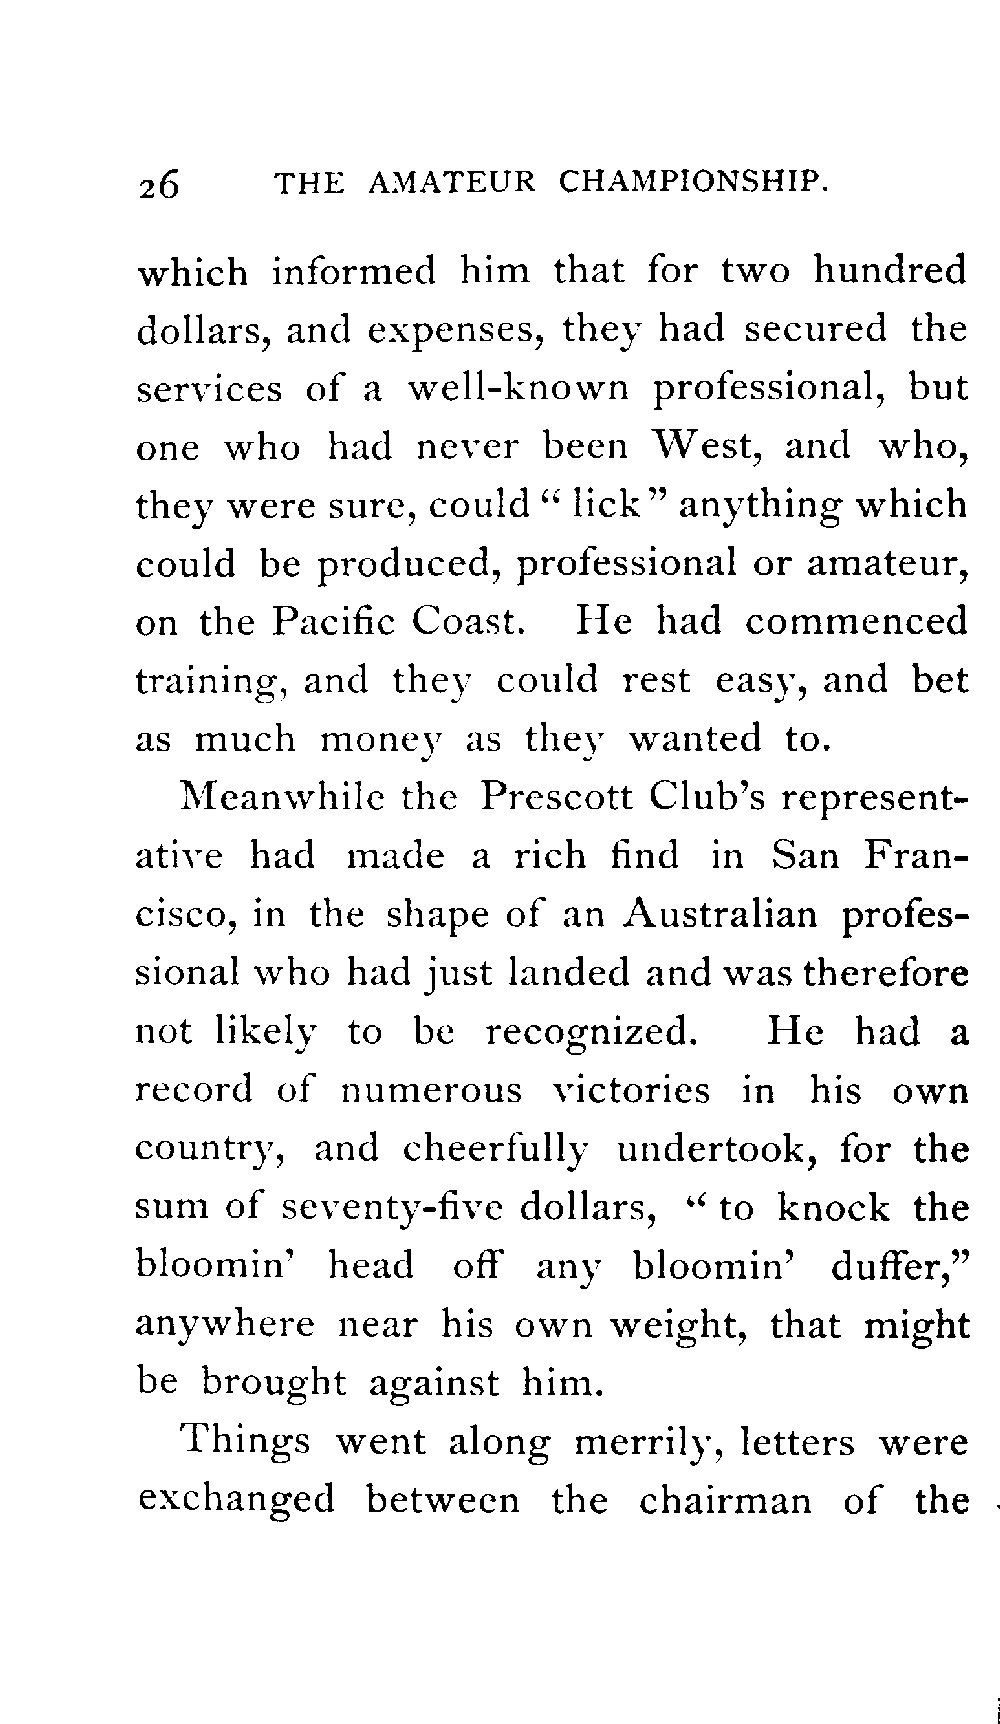 26 THE AMATEUR CHAMPIONSHIP.
which informed him that for two hundred
dollars, and expenses, they had secured the
services of a well-known professional, but
one who had never been West, and who,
they were sure, could “ lick ” anything which
could be produced, professional or amateur,
on the Pacific Coast. He had commenced
training, and they could rest easy, and bet
as much money as they wanted to.
Meanwhile the Prescott Club’s represent-
ative had made a rich find in San Fran-
cisco, in the shape of an Australian profes-
sional who had just landed and was therefore
not likely to be recognized. He had a
record of numerous victories in his own
country, and cheerfully undertook, for the
sum of seventy-five dollars, “ to knock the
bloomin’ head off any bloomin’ duffer,”
anywhere near his own weight, that might
be brought against him.
Things went along merrily, letters were
exchanged between the chairman of the